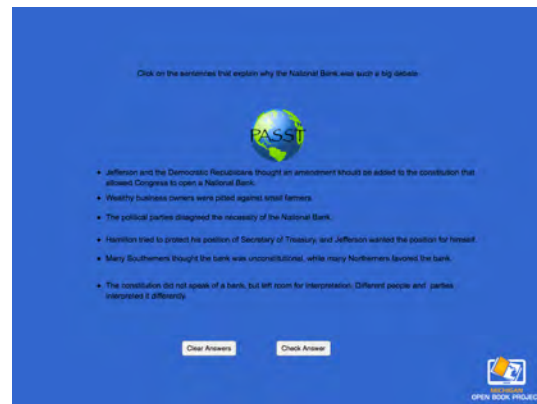 Click on the sentences that explain why the National Bank was such a big debate.
PASST
Jefferson and the Democratic Republicans thought an amendment should be added to the constitution that
allowed Congress to open a National Bank.
Wealthy business owners were pitted against small farmers.
The political parties disagreed the necessity of the National Bank.
Hamilton tried to protect his position of Secretary of Treasury, and Jefferson wanted the position for himself.
Many Southerners thought the bank was unconstitutional, while many Northerners favored the bank.
The constitution did not speak of a bank, but left room for interpretation. Different people and parties
interpreted it differently.
Clear Answers
Check Answer
MICHIGAN
OPEN BOOK PROJEC